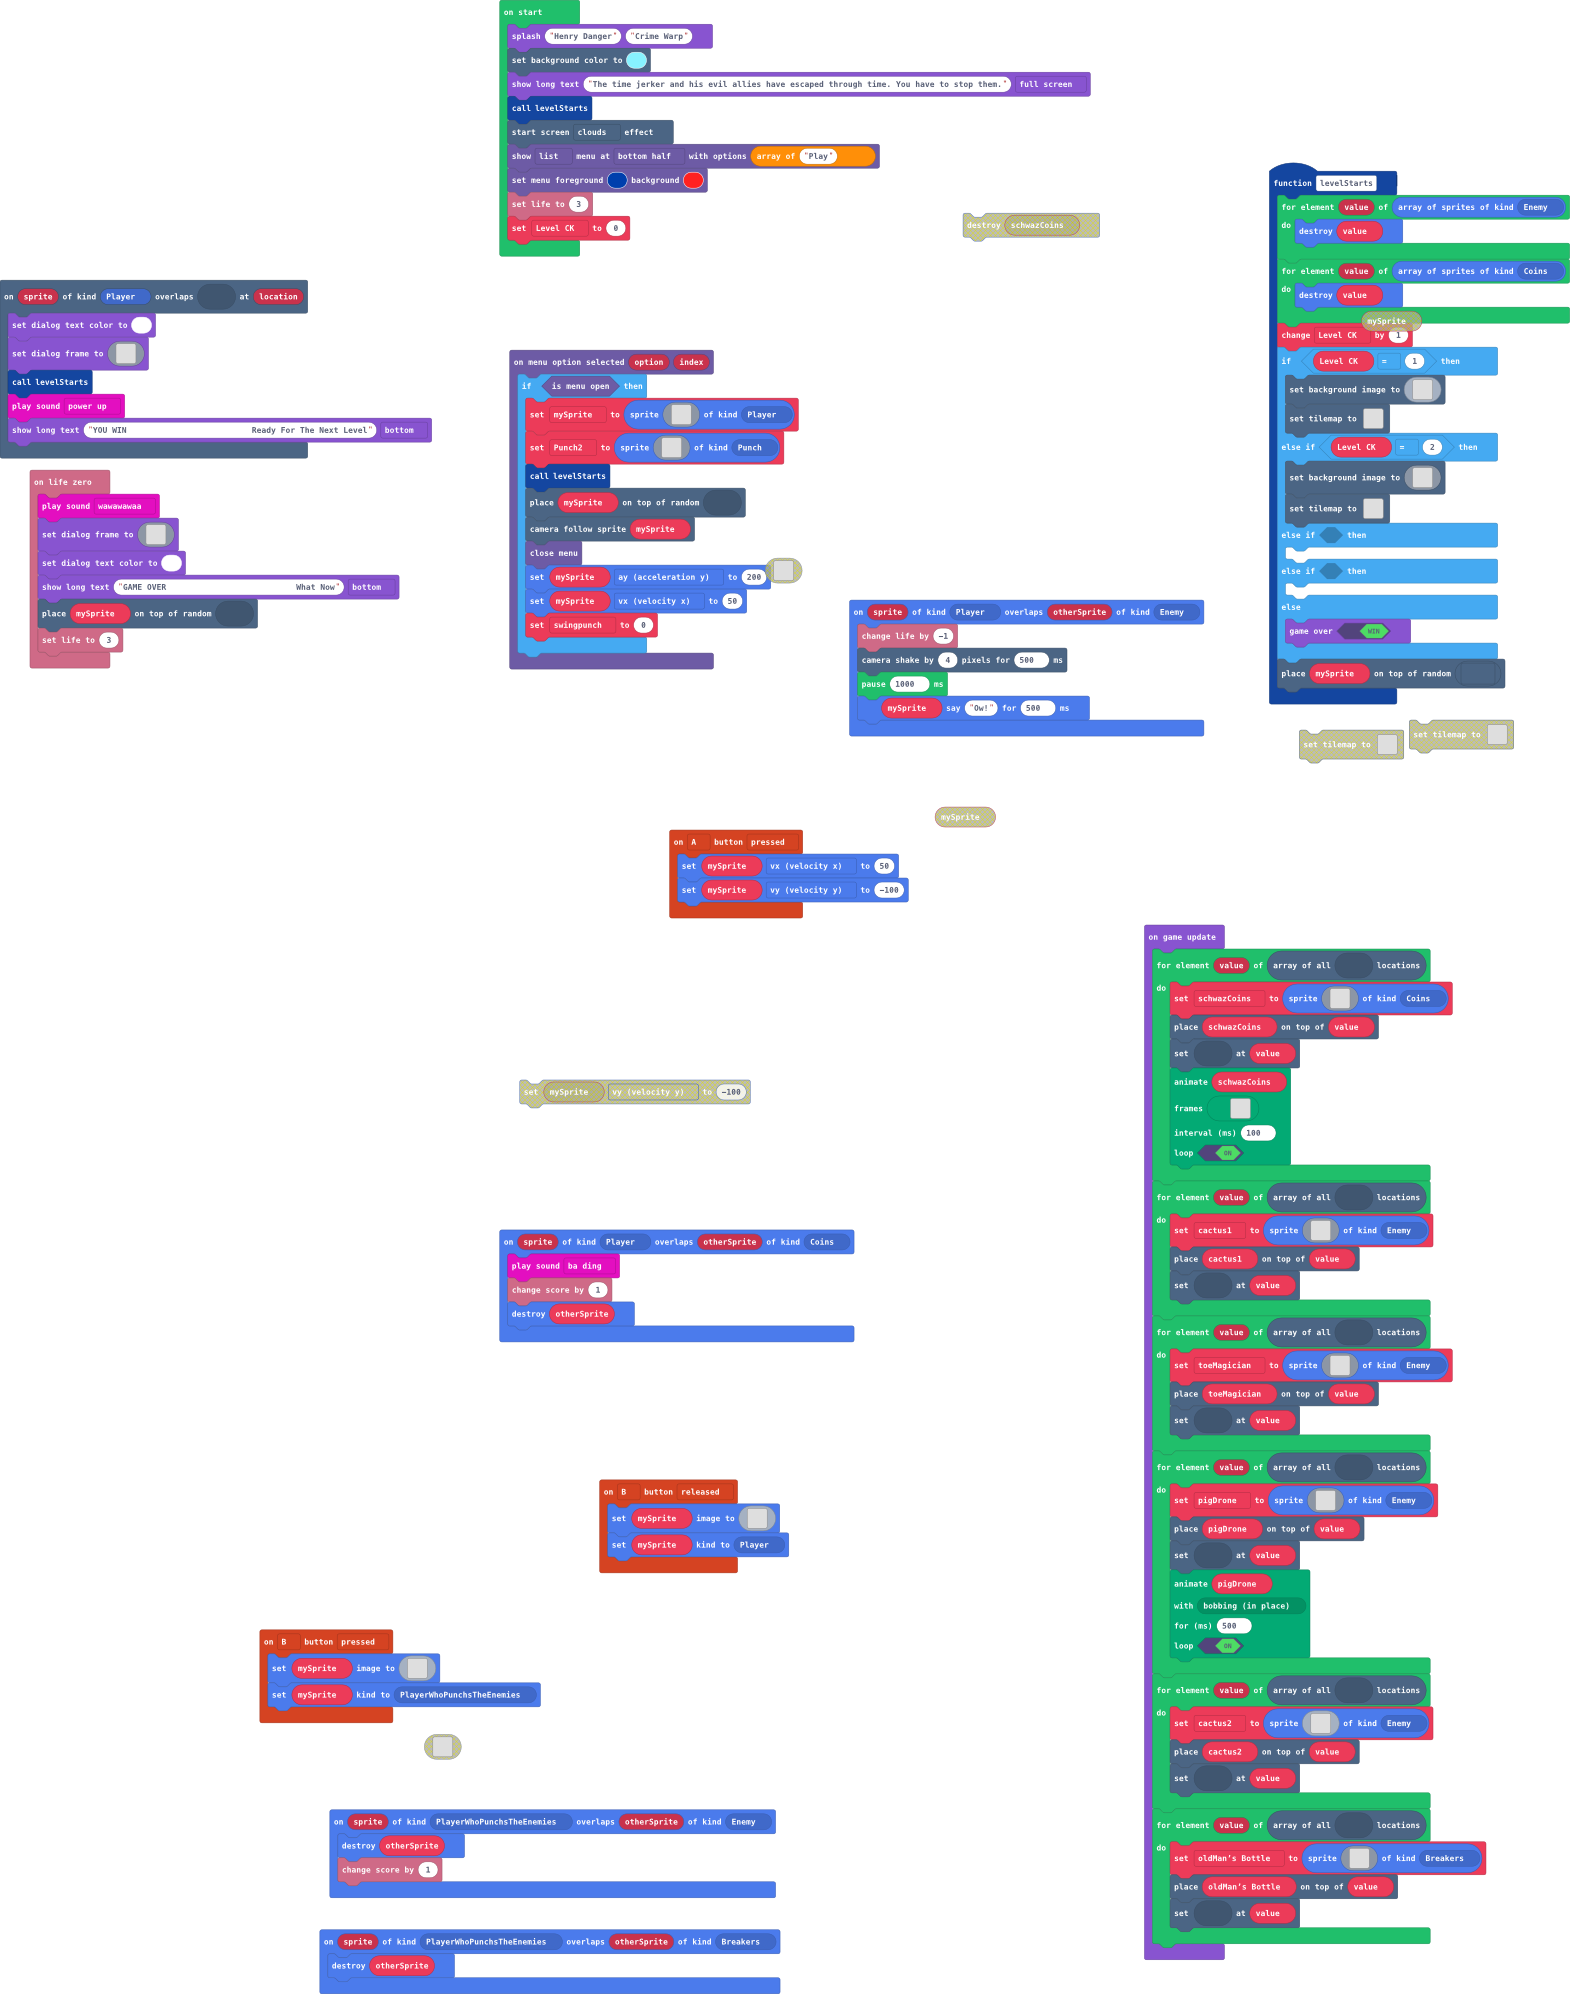 on start
splash "Henry Danger" "Crime Warp"
set background color to
show long text "The time jerker and his evil allies have escaped through time. You have to stop them." full screen
call levelStarts
start screen clouds effect
show list menu at bottom half with options array of "Play"
set menu foreground background
set life to 3
set Level CK to 0
destroy schwazCoins
function levelStarts
for element value of array of sprites of kind Enemy
do destroy value
for element value of array of sprites of kind Coins
do destroy value
mySprite
change Level CK by 1
if Level CK = 1 then
set background image to
set tilemap to
else if Level CK = 2 then
set background image to
set tilemap to
else if then
else if then
else
game over WIN
place mySprite on top of random
set tilemap to
set tilemap to
on sprite of kind Player overlaps at location
set dialog text color to
set dialog frame to
call levelStarts
play sound power up
show long text "YOU WIN Ready For The Next Level" bottom
on life zero
play sound wawawawaa
set dialog frame to
set dialog text color to
show long text "GAME OVER What Now" bottom
place mySprite on top of random
set life to 3
on menu option selected option index
if is menu open then
set mySprite to sprite of kind Player
set Punch2 to sprite of kind Punch
call levelStarts
place mySprite on top of random
camera follow sprite mySprite
close menu
set mySprite ay (acceleration y) to 200
set mySprite vx (velocity x) to 50
set swingpunch to 0
on sprite of kind Player overlaps otherSprite of kind Enemy
change life by −1
camera shake by 4 pixels for 500 ms
pause 1000 ms
mySprite say "Ow!" for 500 ms
mySprite
on A button pressed
set mySprite vx (velocity x) to 50
set mySprite vy (velocity y) to −100
set mySprite vy (velocity y) to −100
on sprite of kind Player overlaps otherSprite of kind Coins
play sound ba ding
change score by 1
destroy otherSprite
on B button released
set mySprite image to
set mySprite kind to Player
on B button pressed
set mySprite image to
set mySprite kind to PlayerWhoPunchsTheEnemies
on sprite of kind PlayerWhoPunchsTheEnemies overlaps otherSprite of kind Enemy
destroy otherSprite
change score by 1
on sprite of kind PlayerWhoPunchsTheEnemies overlaps otherSprite of kind Breakers
destroy otherSprite
on game update
for element value of array of all locations
do set schwazCoins to sprite of kind Coins
place schwazCoins on top of value
set at value
animate schwazCoins
frames
interval (ms) 100
loop ON
for element value of array of all locations
do set cactus1 to sprite of kind Enemy
place cactus1 on top of value
set at value
for element value of array of all locations
do set toeMagician to sprite of kind Enemy
place toeMagician on top of value
set at value
for element value of array of all locations
do set pigDrone to sprite of kind Enemy
place pigDrone on top of value
set at value
animate pigDrone
with bobbing (in place)
for (ms) 500
loop ON
for element value of array of all locations
do set cactus2 to sprite of kind Enemy
place cactus2 on top of value
set at value
for element value of array of all locations
do set oldMan's Bottle to sprite of kind Breakers
place oldMan's Bottle on top of value
set at value